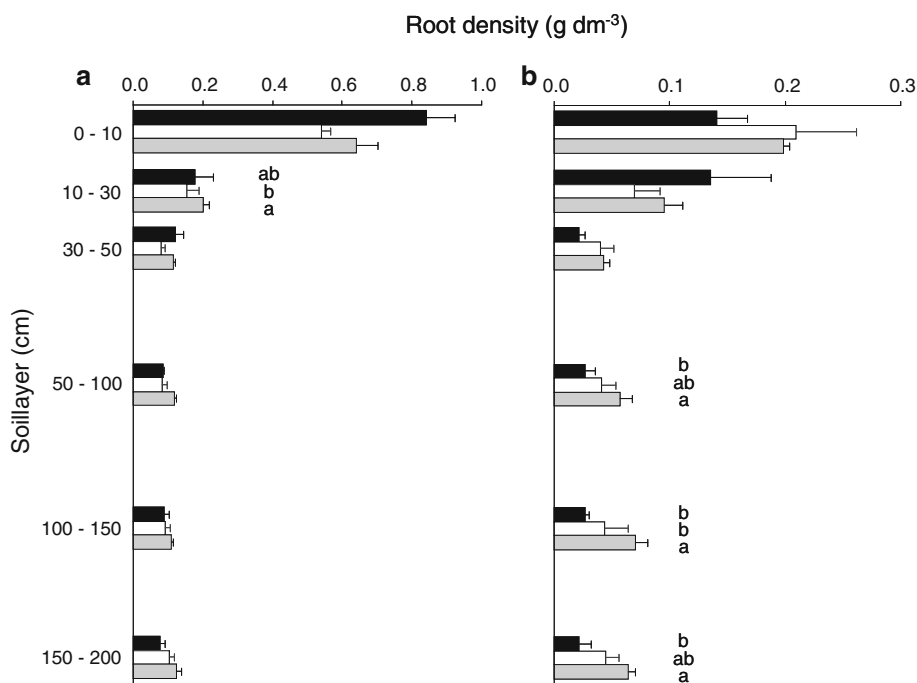 Root density (g dm-3)
a
0.0 0.2 0.4 0.6 0.8 1.0
b
0.0 0.1 0.2 0.3
Soillayer (cm)
0 - 10
10 - 30
ab
b
a
30 - 50
50 - 100
b
ab
a
100 - 150
b
b
a
150 - 200
b
ab
a